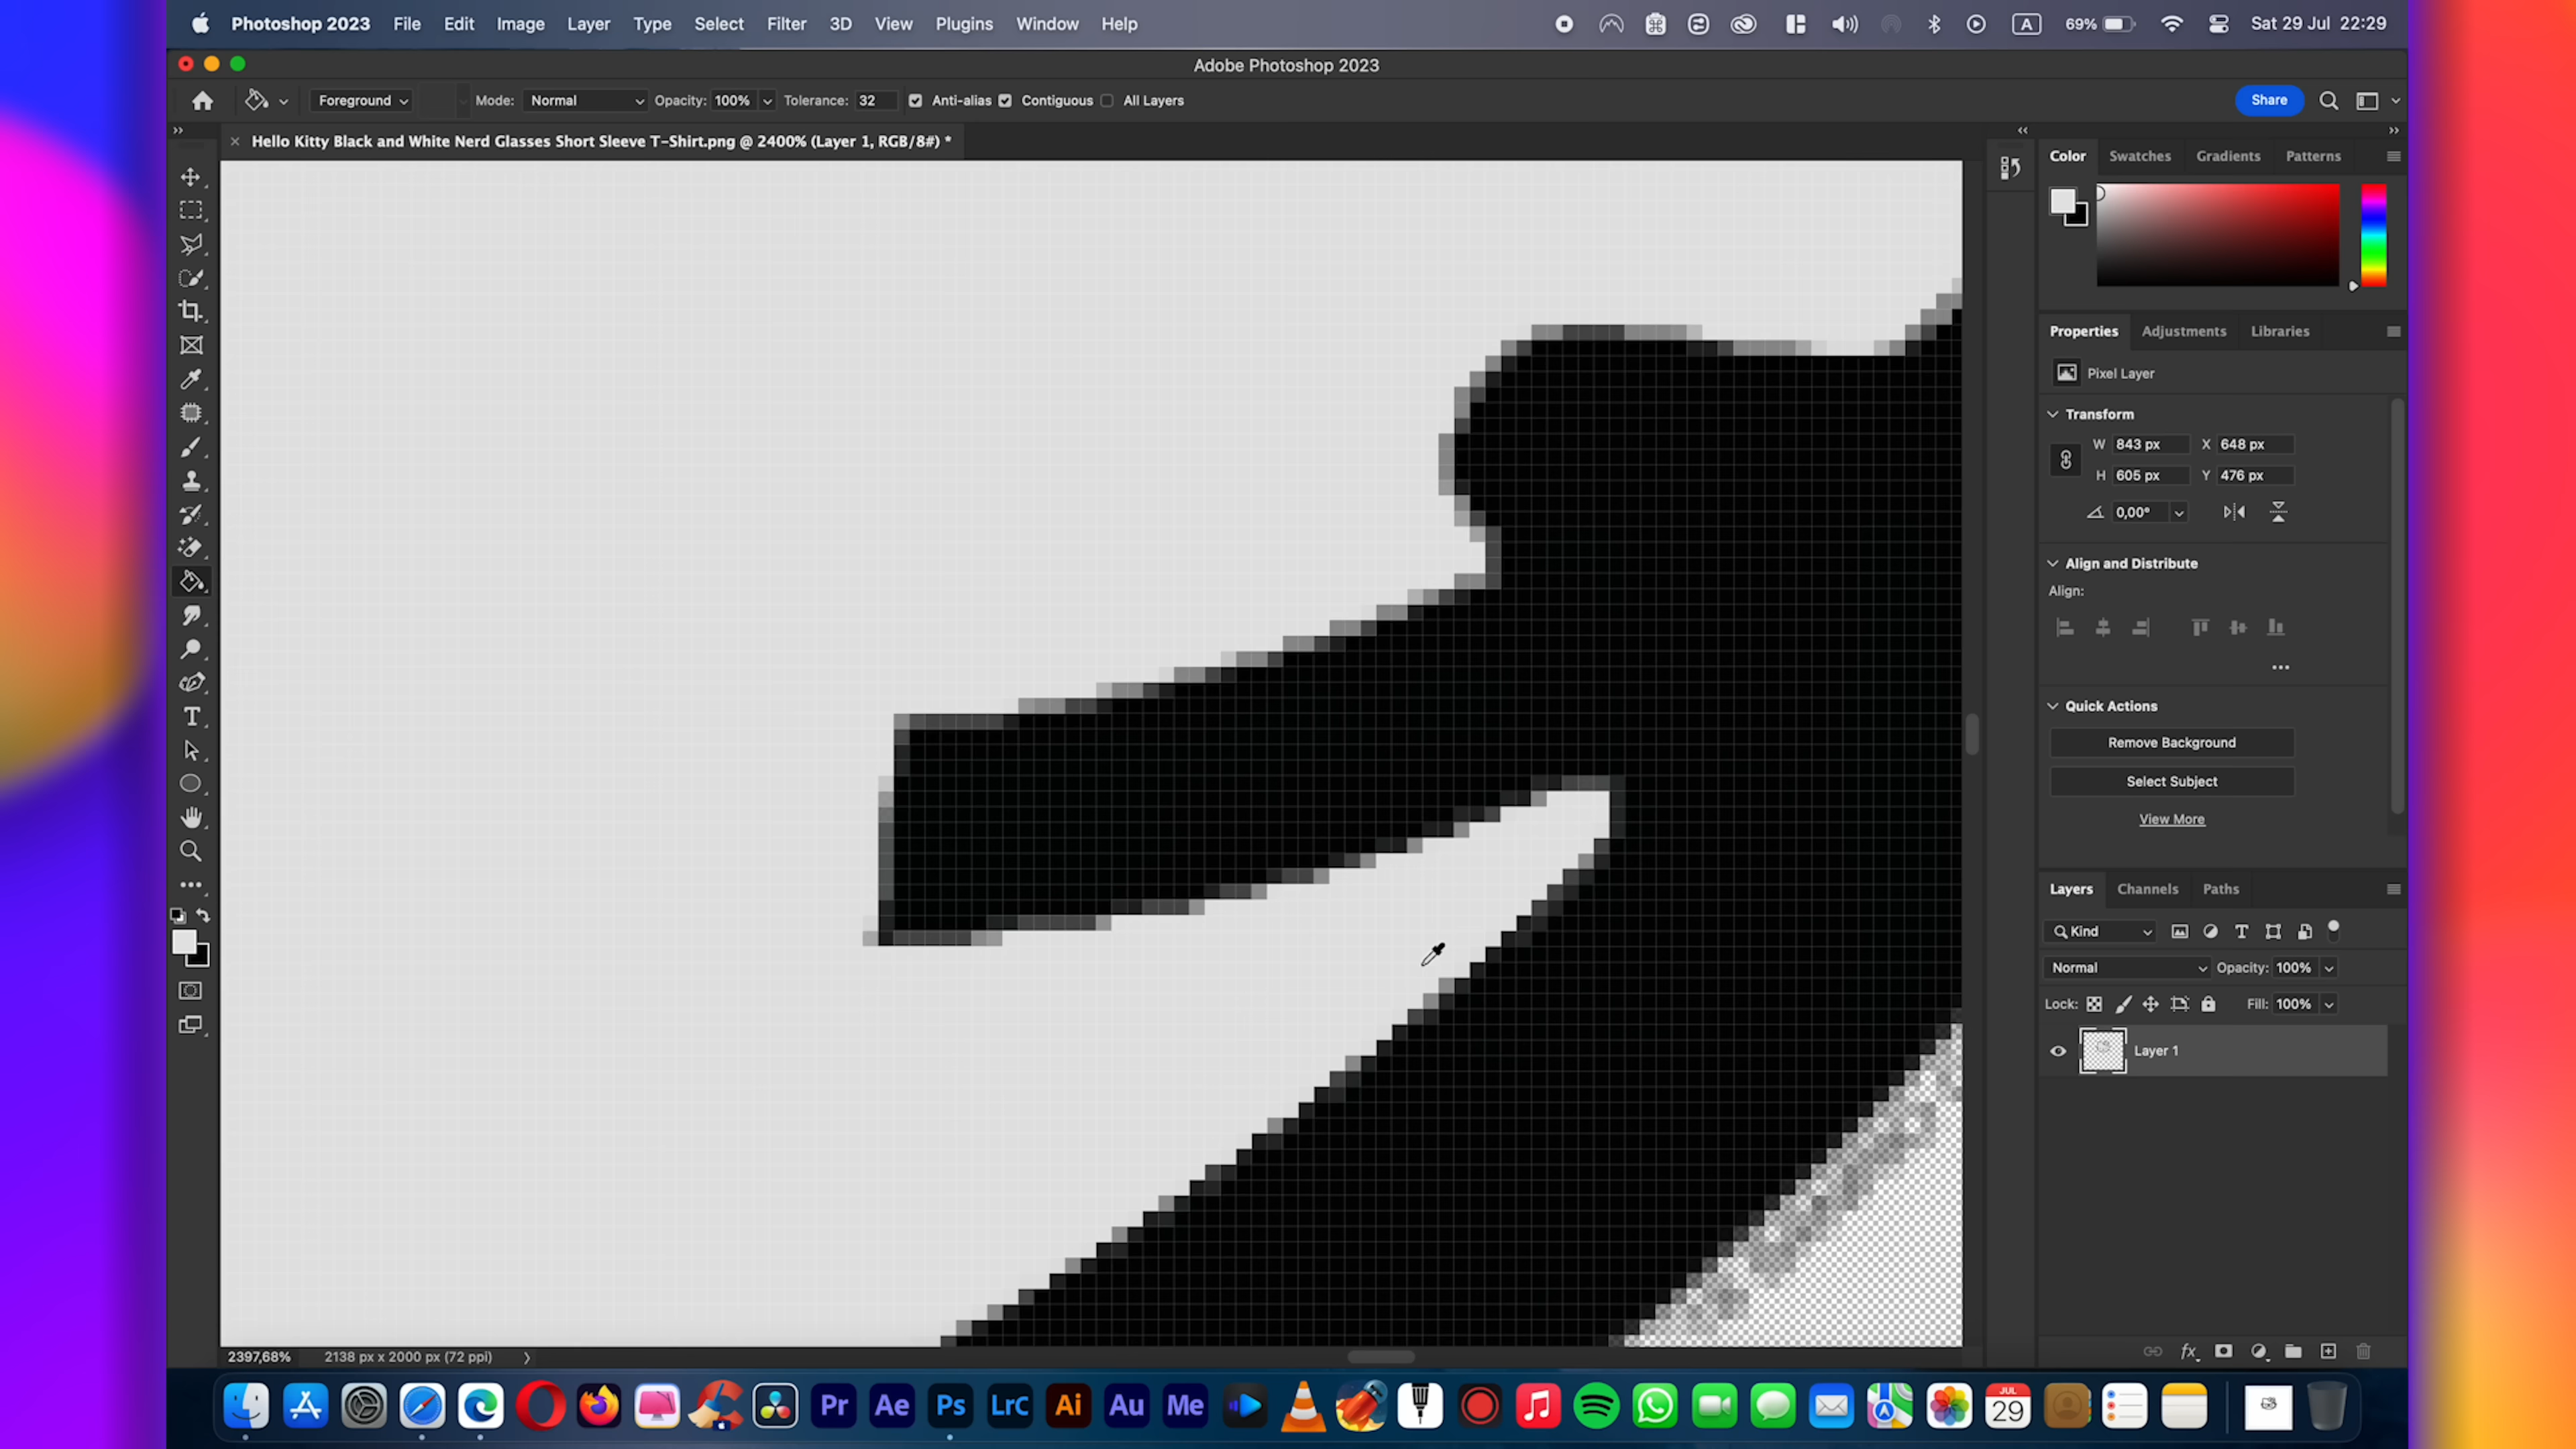 Photoshop 2023 File Edit Image Layer Type Select Filter 3D View Plugins Window Help A 69% Sat 29 Jul 22:29
Adobe Photoshop 2023
Foreground Mode: Normal Opacity: 100% Tolerance: 32 Anti-alias Contiguous All Layers Share
Hello Kitty Black and White Nerd Glasses Short Sleeve T-Shirt.png @ 2400% (Layer 1, RGB/8#) *
Color Swatches Gradients Patterns
Properties Adjustments Libraries
Pixel Layer
Transform
W 843 px X 648 px
H 605 px Y 476 px
0,00°
Align and Distribute
Align:
Quick Actions
Remove Background
Select Subject
View More
Layers Channels Paths
Kind
Normal Opacity: 100%
Lock: Fill: 100%
Layer 1
fx
2397,68% 2138 px x 2000 px (72 ppi)
Pr Ae Ps LrC Ai Au Me JUL 29